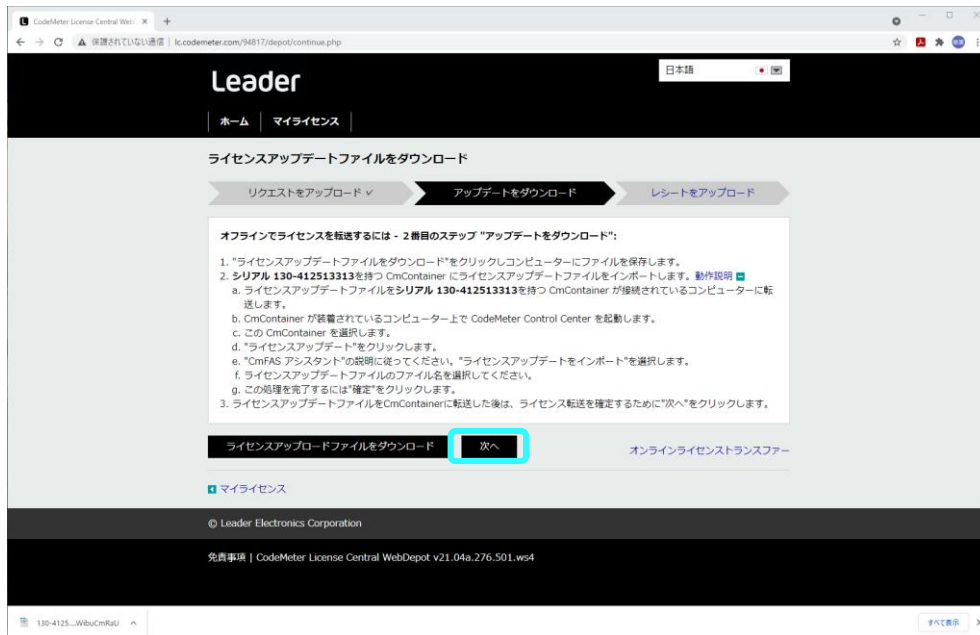 CodeMeter License Central Web
保護されていない通信 | lc.codemeter.com/94817/depot/continue.php
Leader
日本語
ホーム | マイライセンス
ライセンスアップデートファイルをダウンロード
リクエストをアップロード ✓ アップデートをダウンロード レシートをアップロード
オフラインでライセンスを転送するには - 2番目のステップ "アップデートをダウンロード":
1. "ライセンスアップデートファイルをダウンロード"をクリックしコンピューターにファイルを保存します。
2. シリアル 130-412513313を持つ CmContainer にライセンスアップデートファイルをインポートします。動作説明
a. ライセンスアップデートファイルをシリアル 130-412513313を持つ CmContainer が接続されているコンピューターに転
送します。
b. CmContainer が装着されているコンピューター上で CodeMeter Control Center を起動します。
c. この CmContainer を選択します。
d. "ライセンスアップデート"をクリックします。
e. "CmFAS アシスタント"の説明に従ってください。"ライセンスアップデートをインポート"を選択します。
f. ライセンスアップデートファイルのファイル名を選択してください。
g. この処理を完了するには"確定"をクリックします。
3. ライセンスアップデートファイルをCmContainerに転送した後は、ライセンス転送を確定するために"次へ"をクリックします。
ライセンスアップロードファイルをダウンロード 次へ オンラインライセンストランスファー
マイライセンス
© Leader Electronics Corporation
免責事項 | CodeMeter License Central WebDepot v21.04a.276.501.ws4
130-4125....WibuCmRaU すべて表示